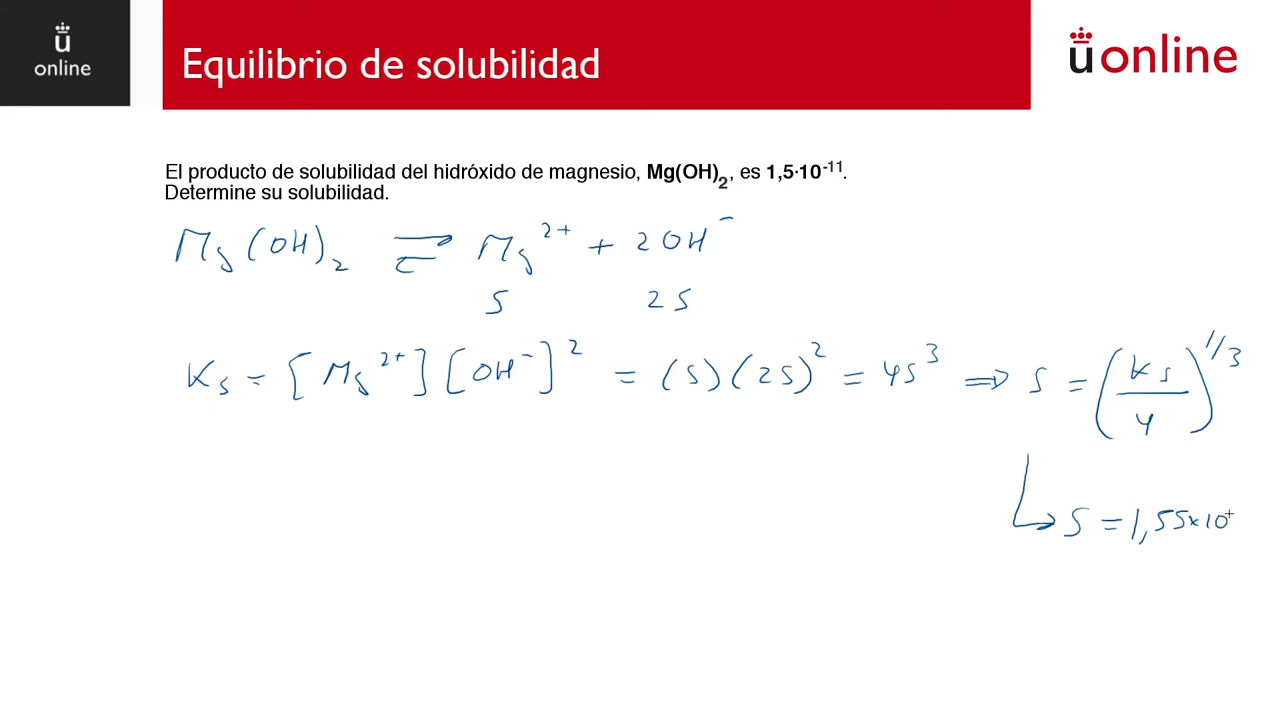 ü
online
Equilibrio de solubilidad
üonline
El producto de solubilidad del hidróxido de magnesio, Mg(OH)₂, es 1,5·10⁻¹¹.
Determine su solubilidad.
Mg(OH)₂ ⇌ Mg²⁺ + 2OH⁻
S 2S
Ks = [Mg²⁺][OH⁻]² = (S)(2S)² = 4S³ ⇒ S = (Ks/4)^1/3
↳ S = 1,55×10